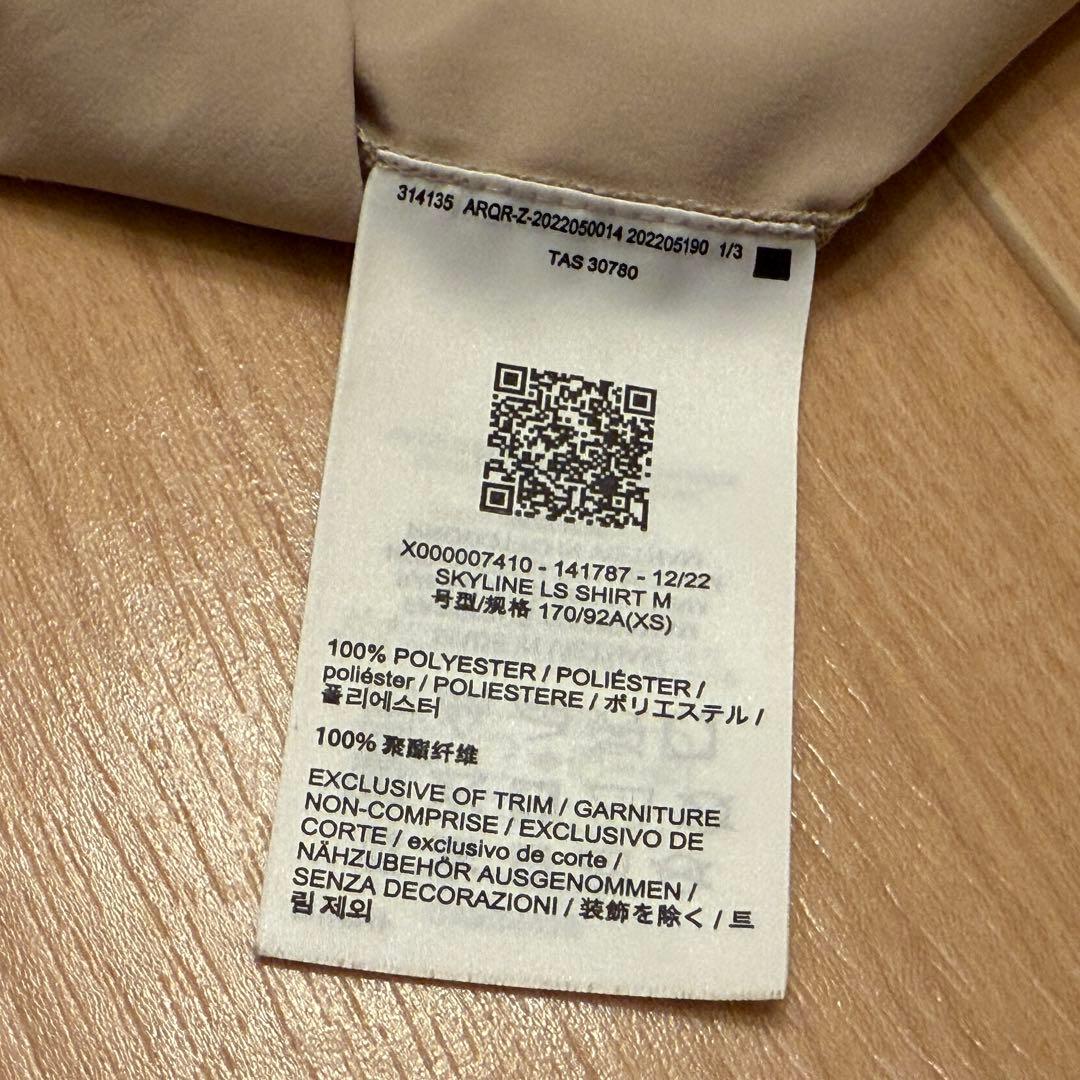 314135 ARQR-Z-2022050014 202205190 1/3
TAS 30780
X000007410 - 141787 - 12/22
SKYLINE LS SHIRT M
号型/规格 170/92A(XS)
100% POLYESTER / POLIÉSTER /
poliéster / POLIESTERE / ポリエステル /
폴리에스터
100% 聚酯纤维
EXCLUSIVE OF TRIM / GARNITURE
NON-COMPRISE / EXCLUSIVO DE
CORTE / exclusivo de corte /
NÄHZUBEHÖR AUSGENOMMEN /
SENZA DECORAZIONI / 装飾を除く / 트
림 제외